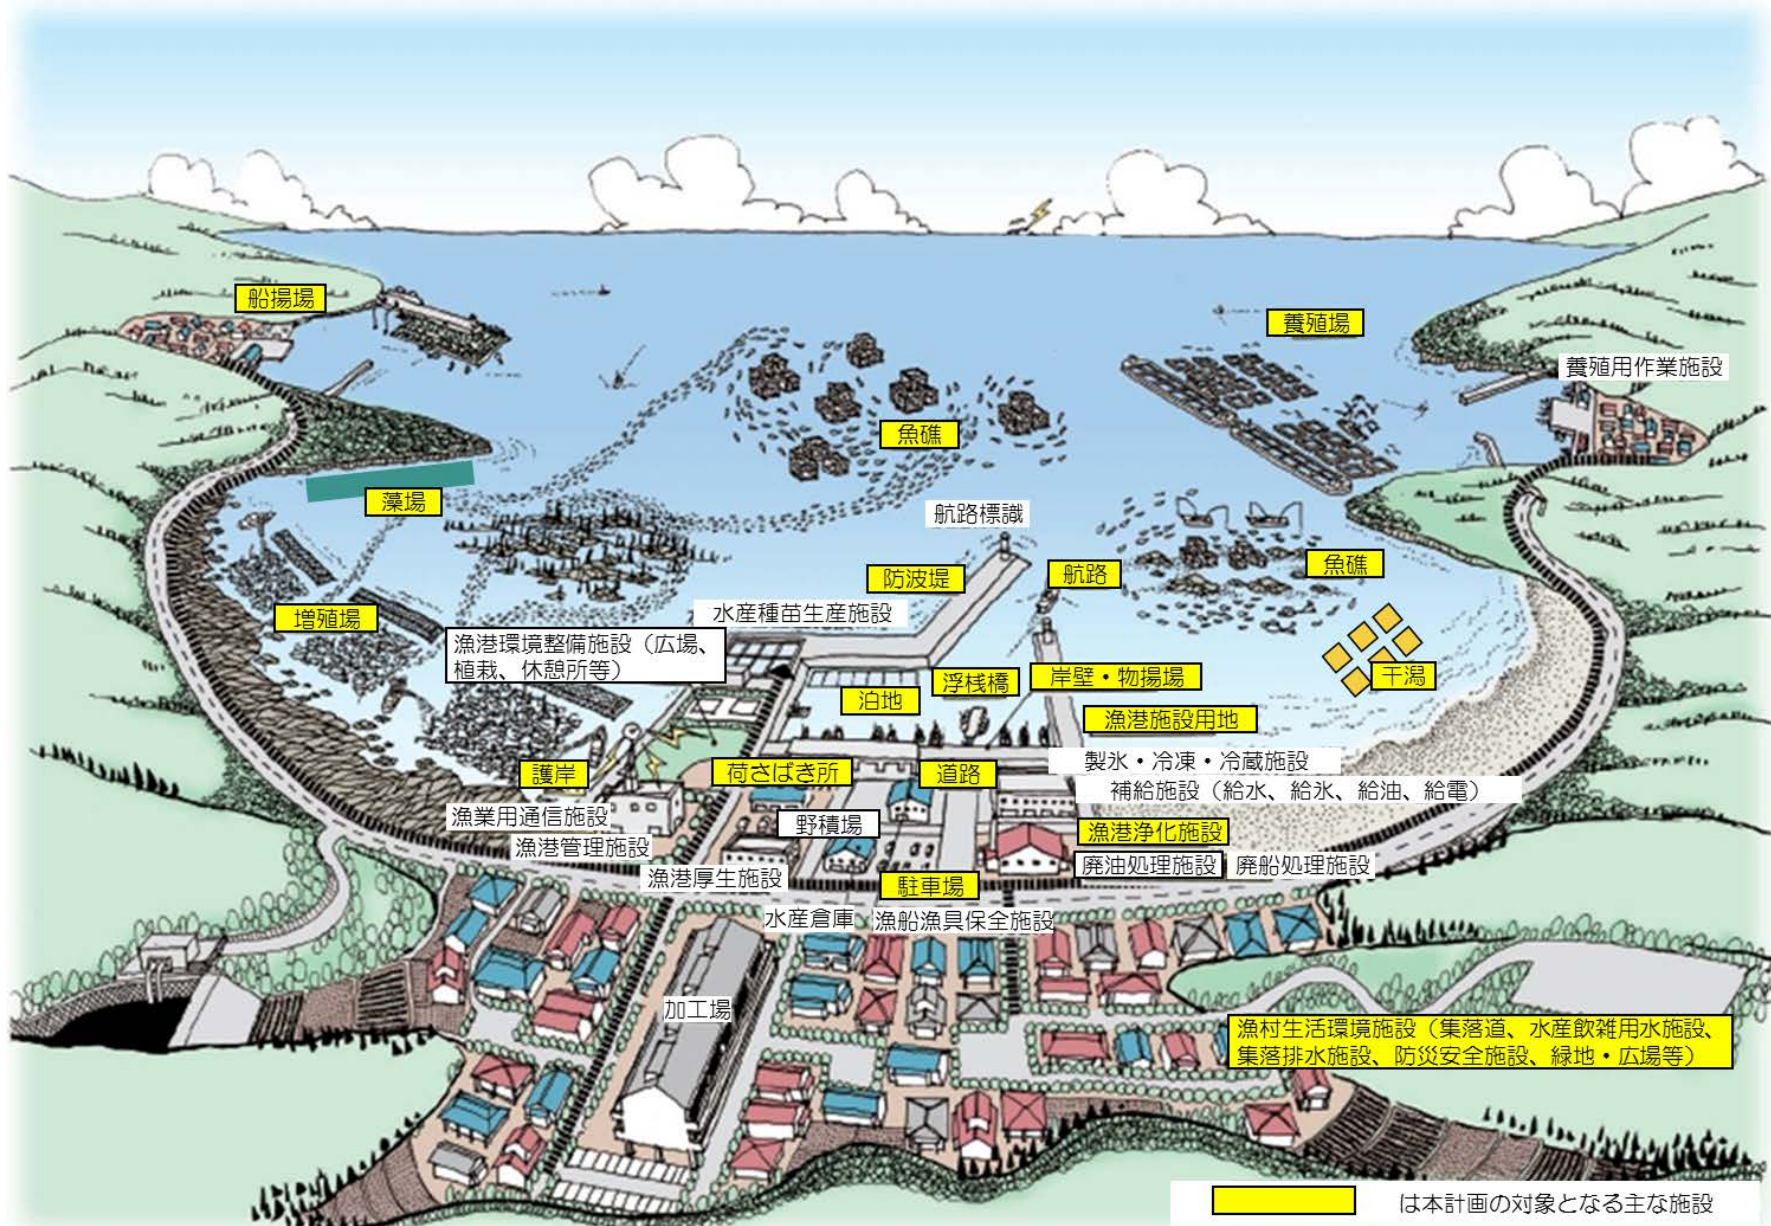 船揚場
養殖場
養殖用作業施設
魚礁
藻場
航路標識
防波堤
航路
魚礁
増殖場
水産種苗生産施設
漁港環境整備施設（広場、
植栽、休憩所等）
泊地
浮桟橋
岸壁・物揚場
干潟
漁港施設用地
護岸
荷さばき所
道路
製氷・冷凍・冷蔵施設
補給施設（給水、給氷、給油、給電）
漁業用通信施設
野積場
漁港浄化施設
漁港管理施設
漁港厚生施設
駐車場
廃油処理施設
廃船処理施設
水産倉庫
漁船漁具保全施設
加工場
漁村生活環境施設（集落道、水産飲雑用水施設、
集落排水施設、防災安全施設、緑地・広場等）
は本計画の対象となる主な施設